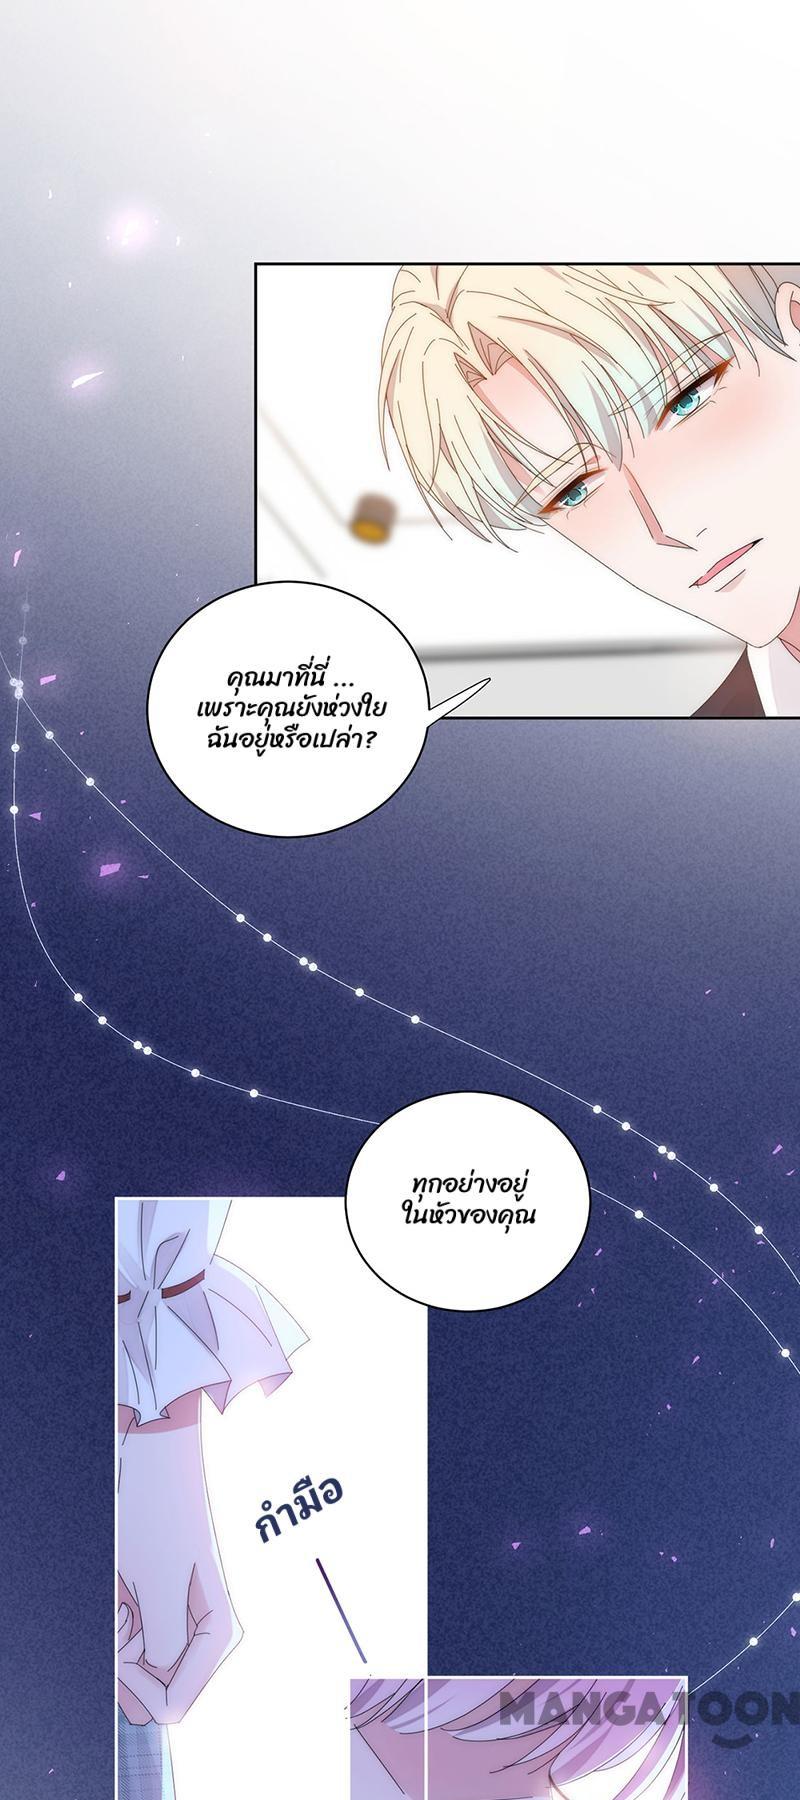 คุณมาที่นี่ ...
เพราะคุณยังห่วงใย
ฉันอยู่หรือเปล่า?
ทุกอย่างอยู่
ในหัวของคุณ
กำมือ
MANGATOON